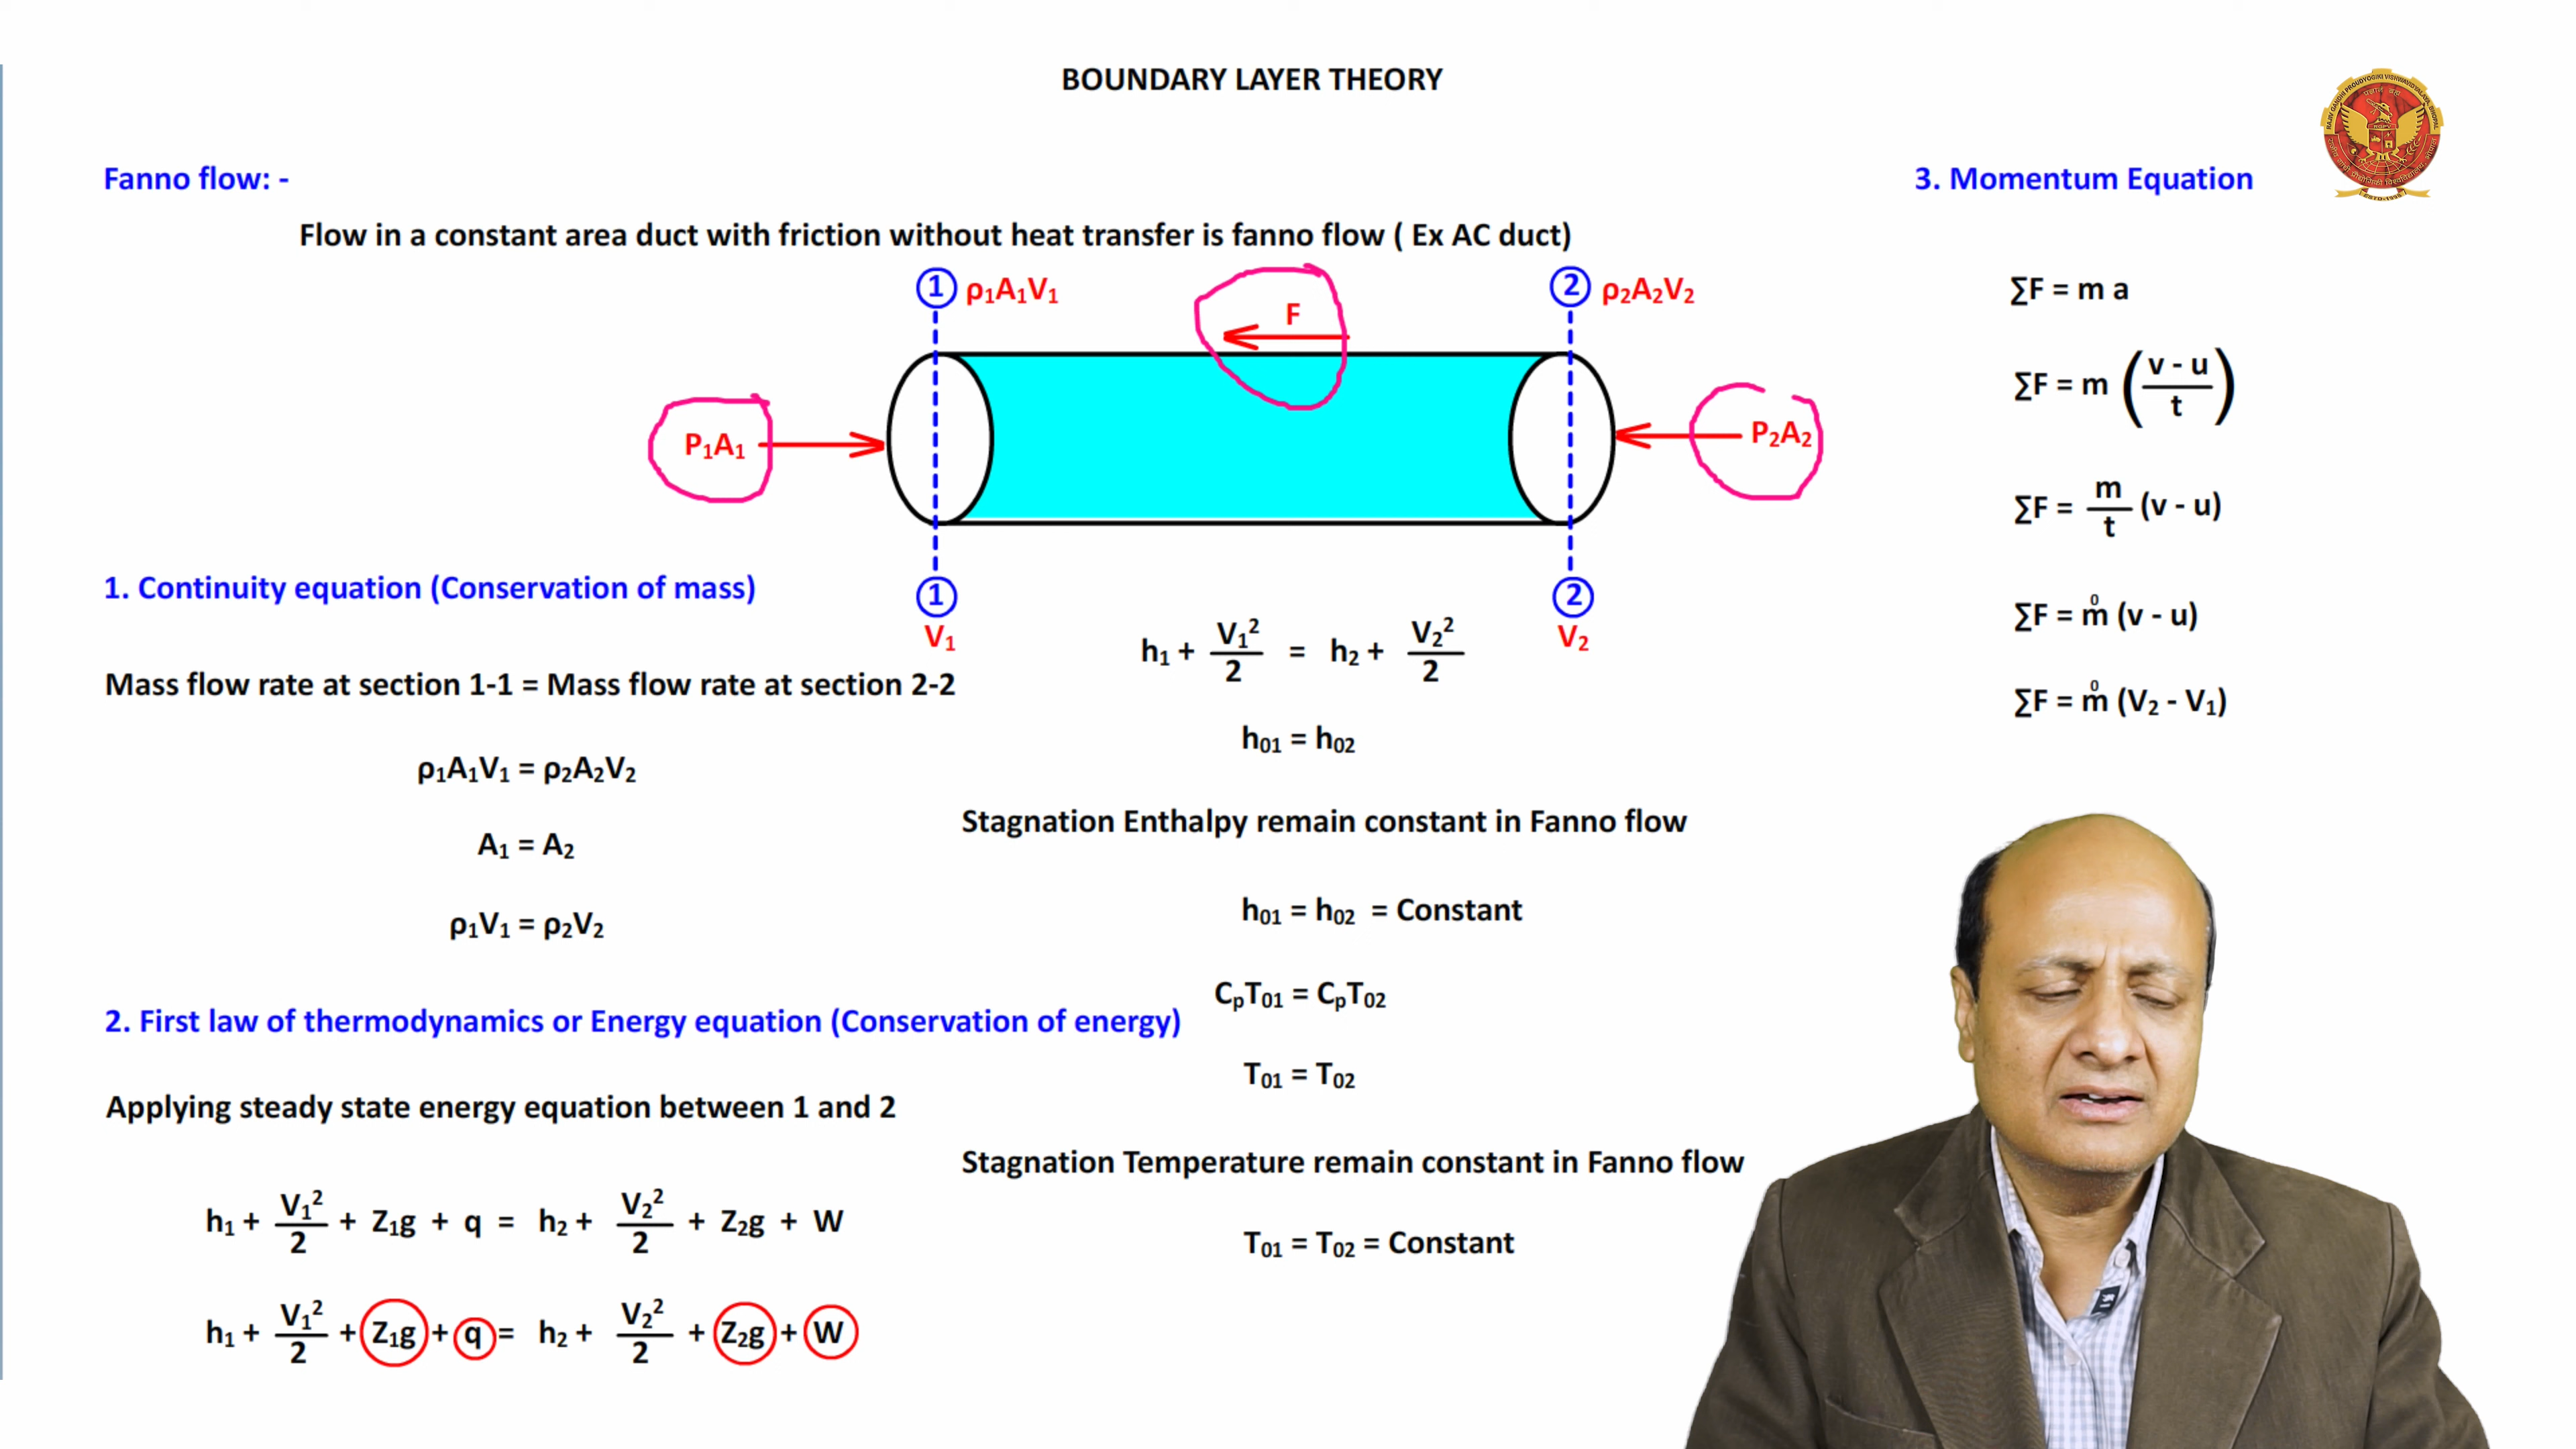 BOUNDARY LAYER THEORY
Fanno flow: -
Flow in a constant area duct with friction without heat transfer is fanno flow ( Ex AC duct)
1 ρ₁A₁V₁
2 ρ₂A₂V₂
F
P₁A₁
P₂A₂
1
V₁
2
V₂
1. Continuity equation (Conservation of mass)
Mass flow rate at section 1-1 = Mass flow rate at section 2-2
ρ₁A₁V₁ = ρ₂A₂V₂
A₁ = A₂
ρ₁V₁ = ρ₂V₂
2. First law of thermodynamics or Energy equation (Conservation of energy)
Applying steady state energy equation between 1 and 2
h₁ + V₁²/2 + Z₁g + q = h₂ + V₂²/2 + Z₂g + W
h₁ + V₁²/2 + Z₁g + q = h₂ + V₂²/2 + Z₂g + W
h₁ + V₁²/2 = h₂ + V₂²/2
h₀₁ = h₀₂
Stagnation Enthalpy remain constant in Fanno flow
h₀₁ = h₀₂ = Constant
CₚT₀₁ = CₚT₀₂
T₀₁ = T₀₂
Stagnation Temperature remain constant in Fanno flow
T₀₁ = T₀₂ = Constant
3. Momentum Equation
∑F = m a
∑F = m ((v - u)/t)
∑F = m/t (v - u)
∑F = m̊ (v - u)
∑F = m̊ (V₂ - V₁)